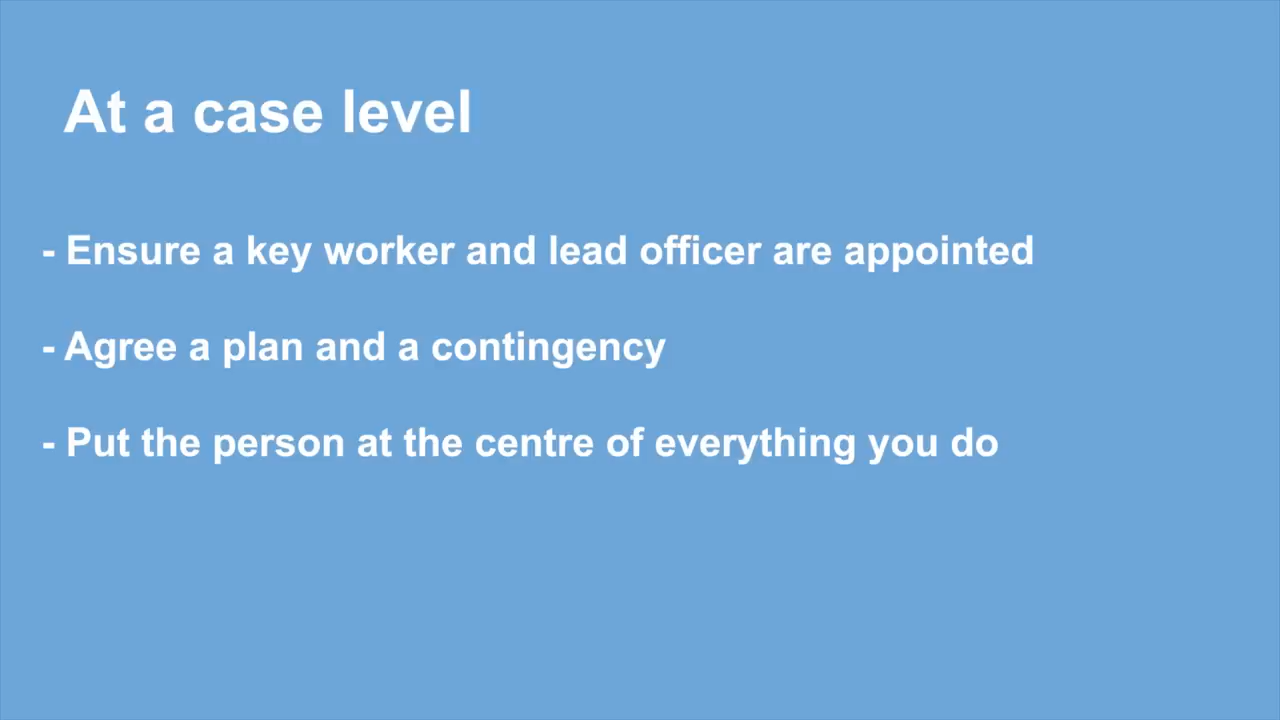 At a case level
- Ensure a key worker and lead officer are appointed
- Agree a plan and a contingency
- Put the person at the centre of everything you do